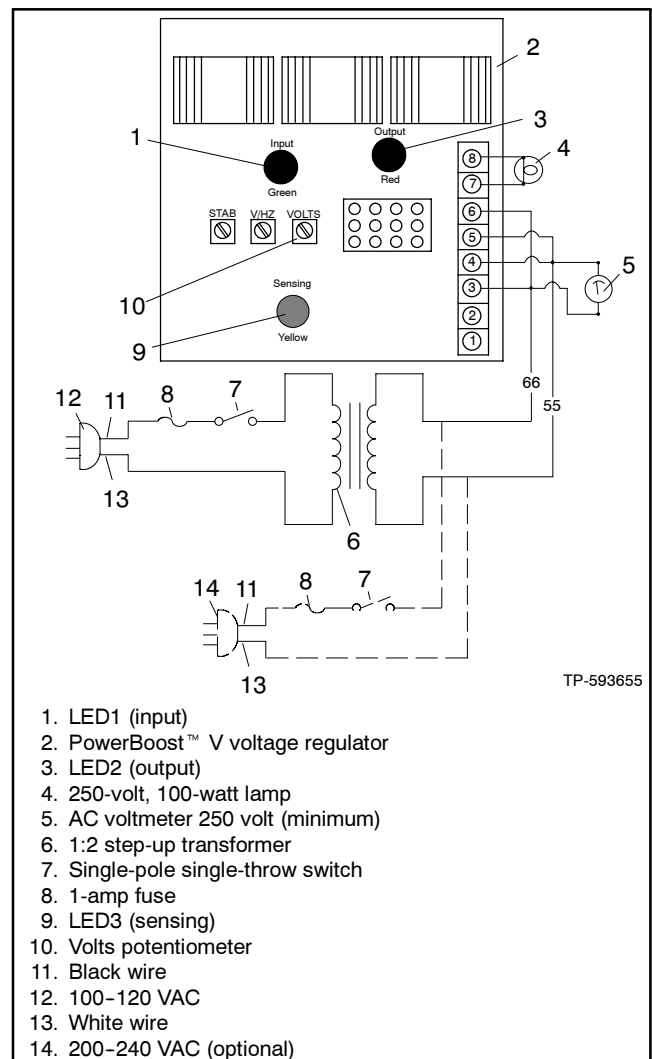 2
1
Input
Output
3
Green
Red
8
4
7
STAB V/HZ VOLTS
6
5
4
5
3
10
Sensing
2
9
Yellow
1
12 11 8 7
66
55
13
6
14 11 8 7
13
TP-593655
1. LED1 (input)
2. PowerBoost™ V voltage regulator
3. LED2 (output)
4. 250-volt, 100-watt lamp
5. AC voltmeter 250 volt (minimum)
6. 1:2 step-up transformer
7. Single-pole single-throw switch
8. 1-amp fuse
9. LED3 (sensing)
10. Volts potentiometer
11. Black wire
12. 100-120 VAC
13. White wire
14. 200-240 VAC (optional)